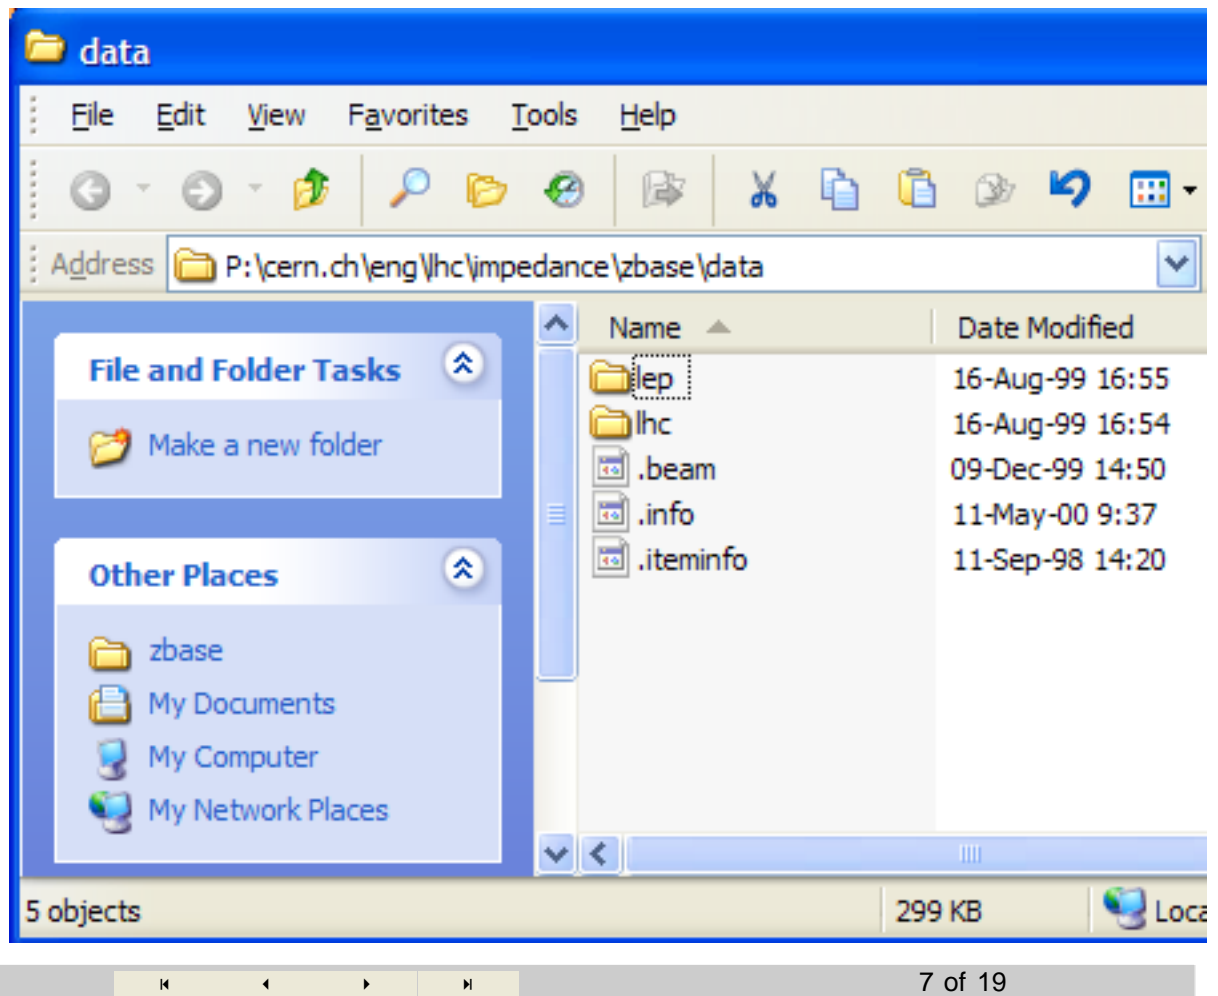 data
File Edit View Favorites Tools Help
Address P:\cern.ch\eng\lhc\impedance\zbase\data
File and Folder Tasks
Make a new folder
Other Places
zbase
My Documents
My Computer
My Network Places
Name Date Modified
lep 16-Aug-99 16:55
lhc 16-Aug-99 16:54
.beam 09-Dec-99 14:50
.info 11-May-00 9:37
.iteminfo 11-Sep-98 14:20
5 objects 299 KB Loca
7 of 19